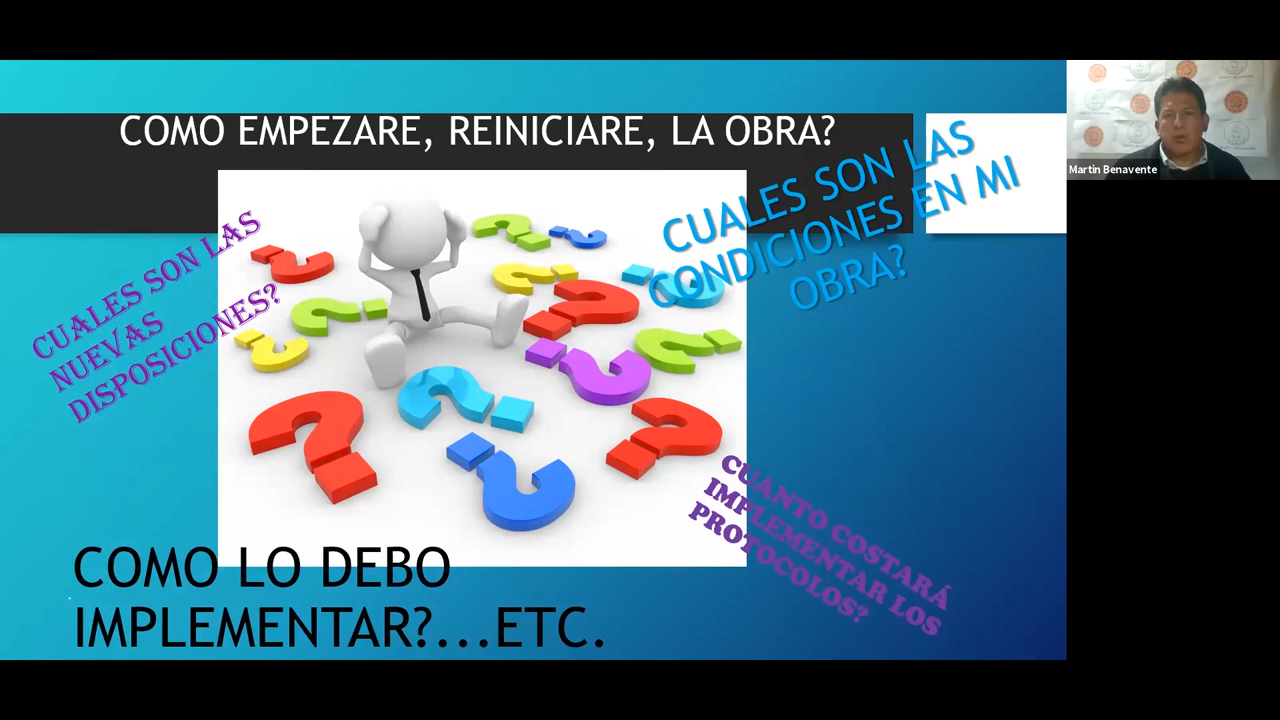 COMO EMPEZARE, REINICIARE, LA OBRA?
CUALES SON LAS
NUEVAS
DISPOSICIONES?
CUALES SON LAS
CONDICIONES EN MI
OBRA?
CUANTO COSTARÁ
IMPLEMENTAR LOS
PROTOCOLOS?
COMO LO DEBO
IMPLEMENTAR?...ETC.
Martin Benavente